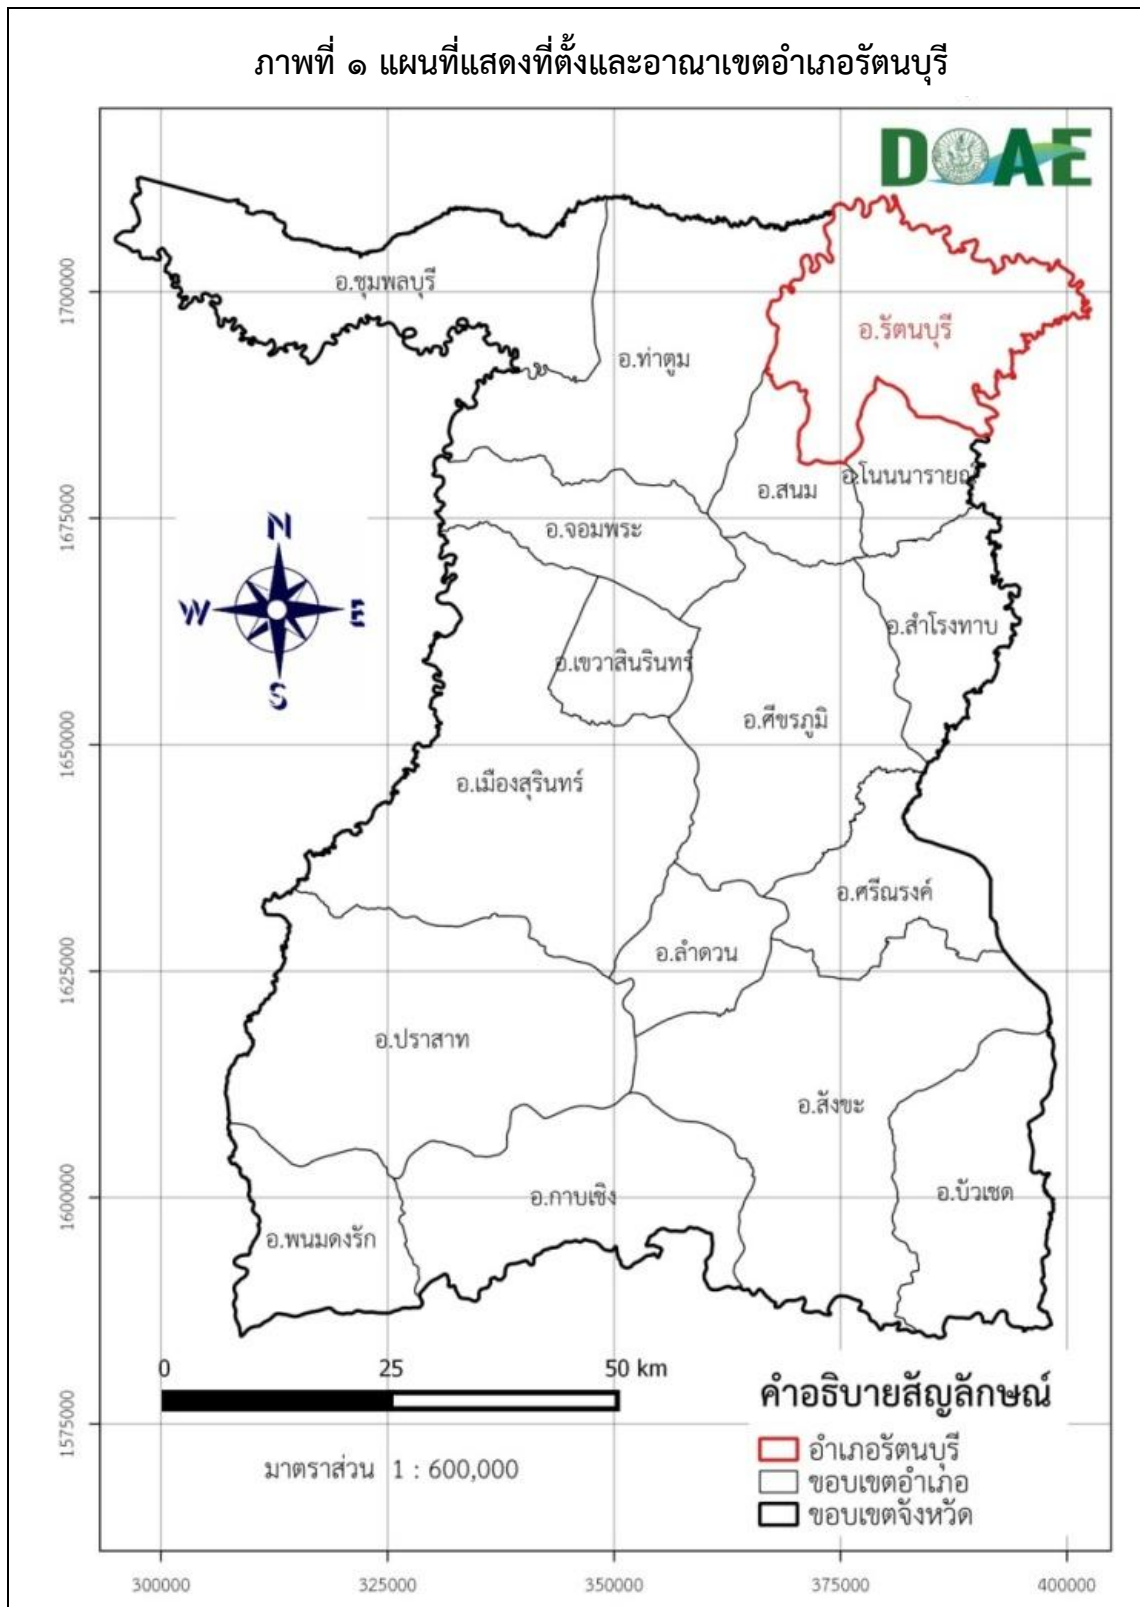 ภาพที่ ๑ แผนที่แสดงที่ตั้งและอาณาเขตอำเภอรัตนบุรี
DOAE
อ.ชุมพลบุรี
1700000
อ.รัตนบุรี
อ.ท่าตูม
อ.โนนนารายณ์
อ.สนม
1675000
N
อ.จอมพระ
W
E
อ.สำโรงทาบ
อ.เขวาสินรินทร์
S
อ.ศีขรภูมิ
1650000
อ.เมืองสุรินทร์
อ.ศรีณรงค์
อ.ลำดวน
1625000
อ.ปราสาท
อ.สังขะ
อ.บัวเชด
อ.กาบเชิง
1600000
อ.พนมดงรัก
0 25 50 km
คำอธิบายสัญลักษณ์
1575000
อำเภอรัตนบุรี
มาตราส่วน 1 : 600,000
ขอบเขตอำเภอ
ขอบเขตจังหวัด
300000 325000 350000 375000 400000